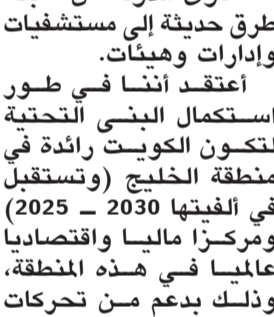 طرق حديثة إلى مستشفيات
وإدارات وهيئات.
أعتقد أننا في طور
استكمال البنى التحتية
لتكون الكويت رائدة في
منطقة الخليج (وتستقبل
في ألفيتها 2030 – 2025)
ومركزا ماليا واقتصاديا
عالميا في هذه المنطقة،
وذلك بدعم من تحركات